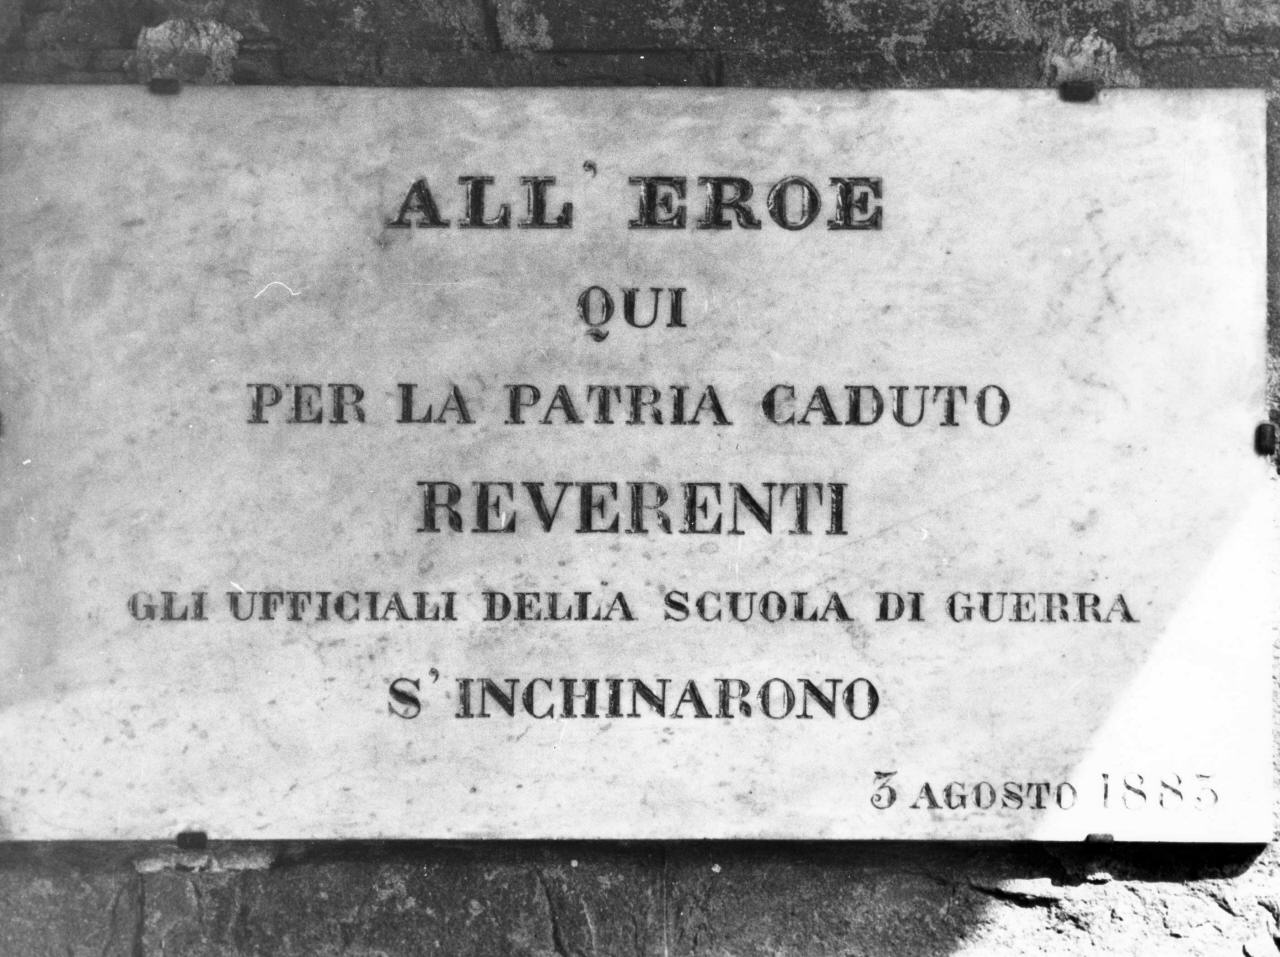 ALL' EROE
QUI
PER LA PATRIA CADUTO
REVERENTI
GLI UFFICIALI DELLA SCUOLA DI GUERRA
S'INCHINARONO
3 AGOSTO 1883